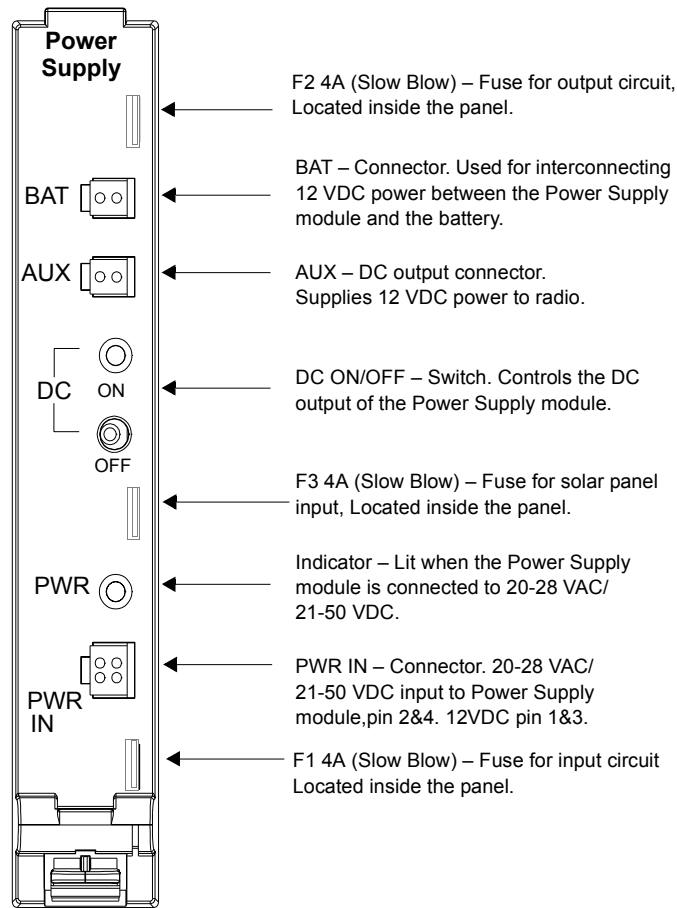 Power
Supply
F2 4A (Slow Blow) – Fuse for output circuit,
Located inside the panel.
BAT
BAT – Connector. Used for interconnecting
12 VDC power between the Power Supply
module and the battery.
AUX
AUX – DC output connector.
Supplies 12 VDC power to radio.
DC
ON
OFF
DC ON/OFF – Switch. Controls the DC
output of the Power Supply module.
F3 4A (Slow Blow) – Fuse for solar panel
input, Located inside the panel.
PWR
Indicator – Lit when the Power Supply
module is connected to 20-28 VAC/
21-50 VDC.
PWR
IN
PWR IN – Connector. 20-28 VAC/
21-50 VDC input to Power Supply
module,pin 2&4. 12VDC pin 1&3.
F1 4A (Slow Blow) – Fuse for input circuit
Located inside the panel.